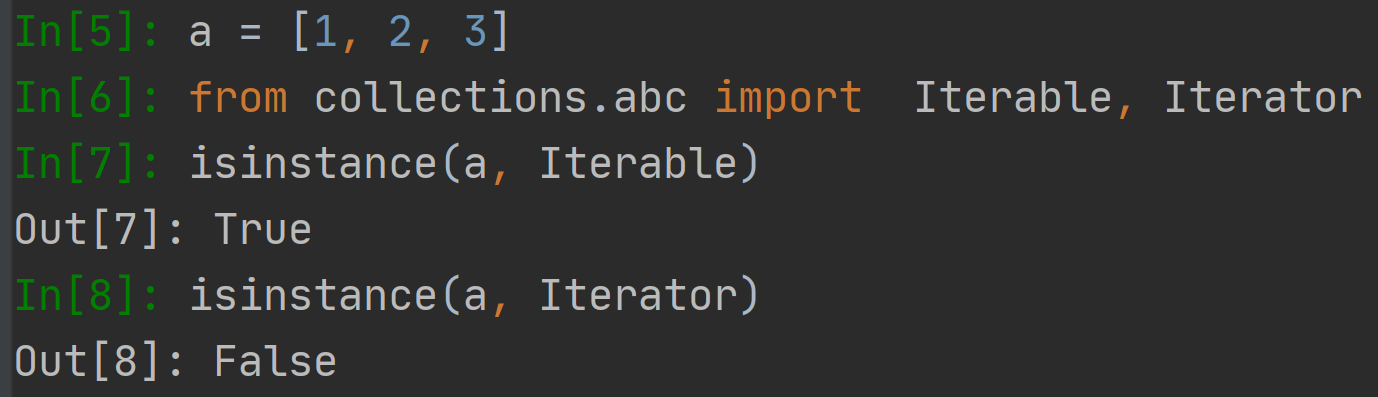 In[5]: a = [1, 2, 3]
In[6]: from collections.abc import  Iterable, Iterator
In[7]: isinstance(a, Iterable)
Out[7]: True
In[8]: isinstance(a, Iterator)
Out[8]: False